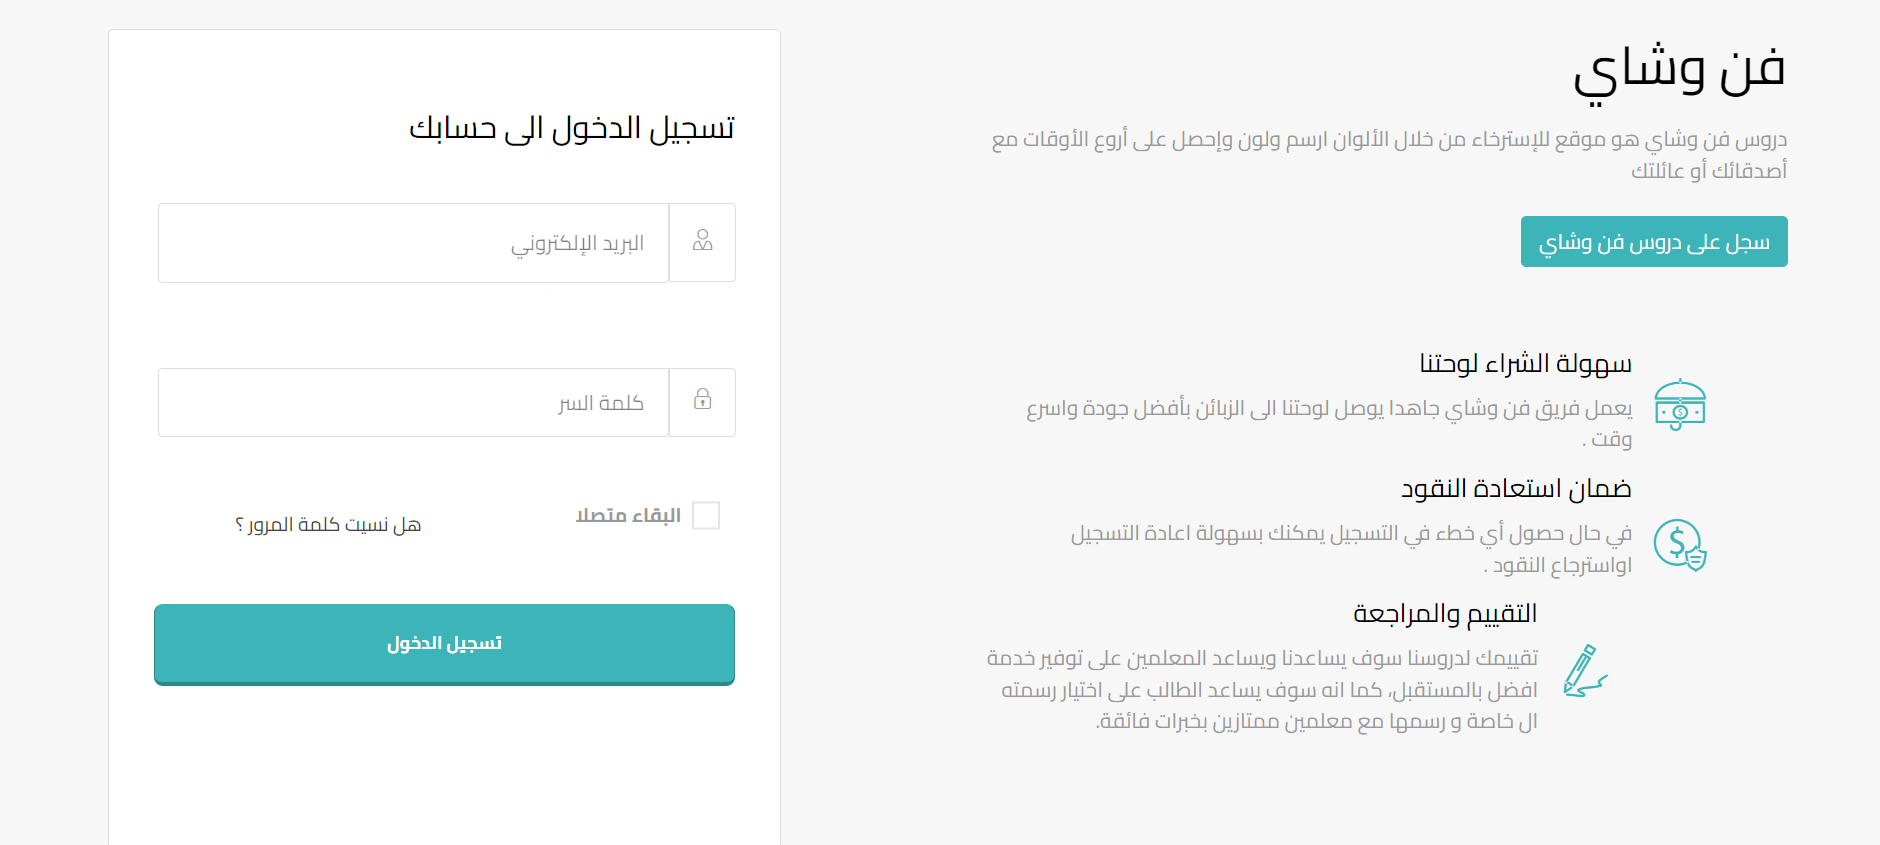 فن وشاي
دروس فن وشاي هو موقع للإسترخاء من خلال الألوان ارسم ولون وإحصل على أروع الأوقات مع
أصدقائك أو عائلتك
سجل على دروس فن وشاي
سهولة الشراء لوحتنا
يعمل فريق فن وشاي جاهدا يوصل لوحتنا الى الزبائن بأفضل جودة واسرع
وقت .
ضمان استعادة النقود
في حال حصول أي خطء في التسجيل يمكنك بسهولة اعادة التسجيل
اواسترجاع النقود .
التقييم والمراجعة
تقييمك لدروسنا سوف يساعدنا ويساعد المعلمين على توفير خدمة
افضل بالمستقبل، كما انه سوف يساعد الطالب على اختيار رسمته
ال خاصة و رسمها مع معلمين ممتازين بخبرات فائقة.
تسجيل الدخول الى حسابك
البريد الإلكتروني
كلمة السر
البقاء متصلا
هل نسيت كلمة المرور ؟
تسجيل الدخول